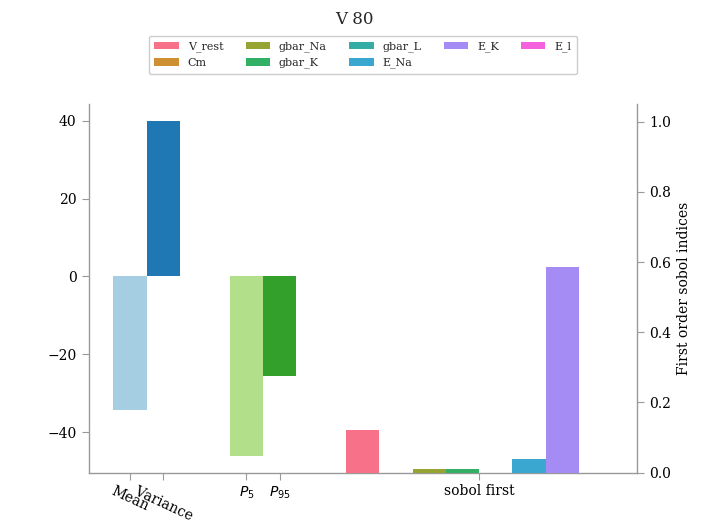 V 80
V_rest gbar_Na gbar_L E_K E_l
Cm gbar_K E_Na
40
20
0
−20
−40
1.0
0.8
0.6
0.4
0.2
0.0
First order sobol indices
Mean Variance P5 P95 sobol first